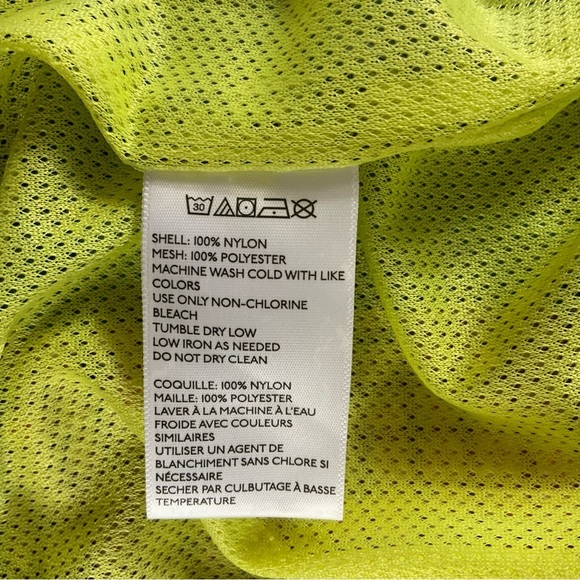 30
SHELL: 100% NYLON
MESH: 100% POLYESTER
MACHINE WASH COLD WITH LIKE
COLORS
USE ONLY NON-CHLORINE
BLEACH
TUMBLE DRY LOW
LOW IRON AS NEEDED
DO NOT DRY CLEAN
COQUILLE: 100% NYLON
MAILLE: 100% POLYESTER
LAVER À LA MACHINE À L'EAU
FROIDE AVEC COULEURS
SIMILAIRES
UTILISER UN AGENT DE
BLANCHIMENT SANS CHLORE SI
NÉCESSAIRE
SECHER PAR CULBUTAGE À BASSE
TEMPERATURE